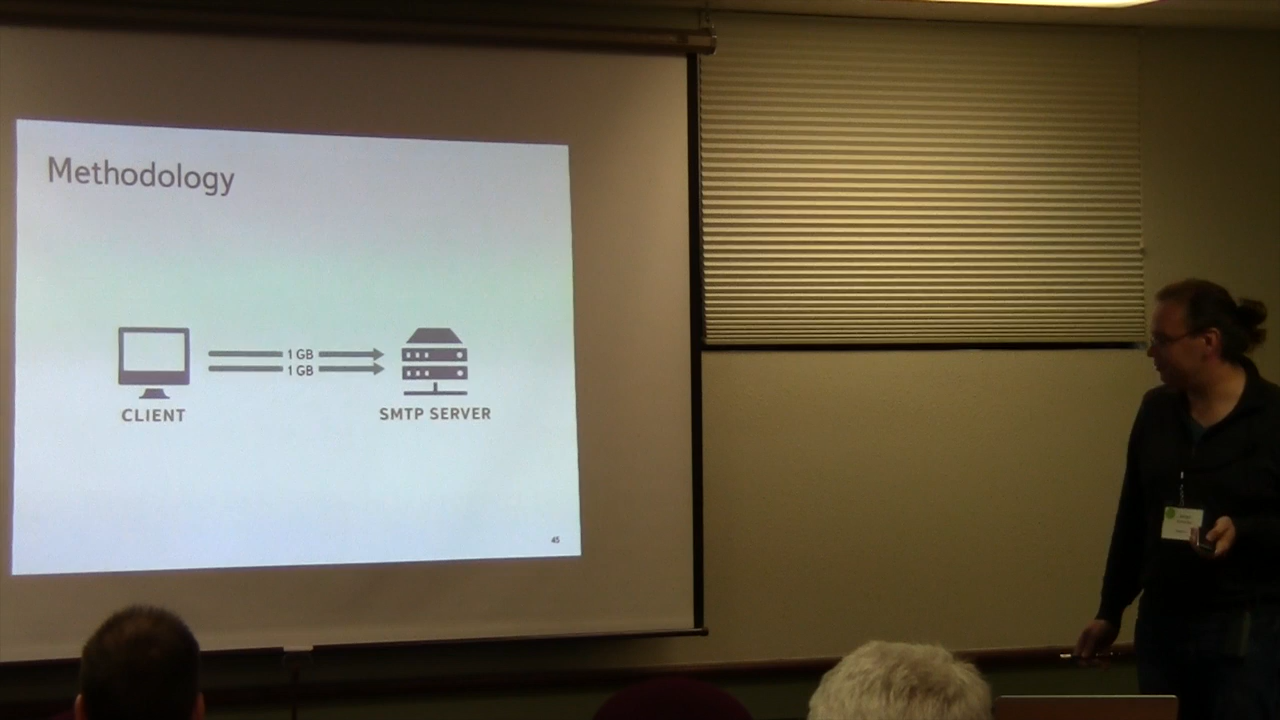 Methodology
1 GB
1 GB
CLIENT
SMTP SERVER
45